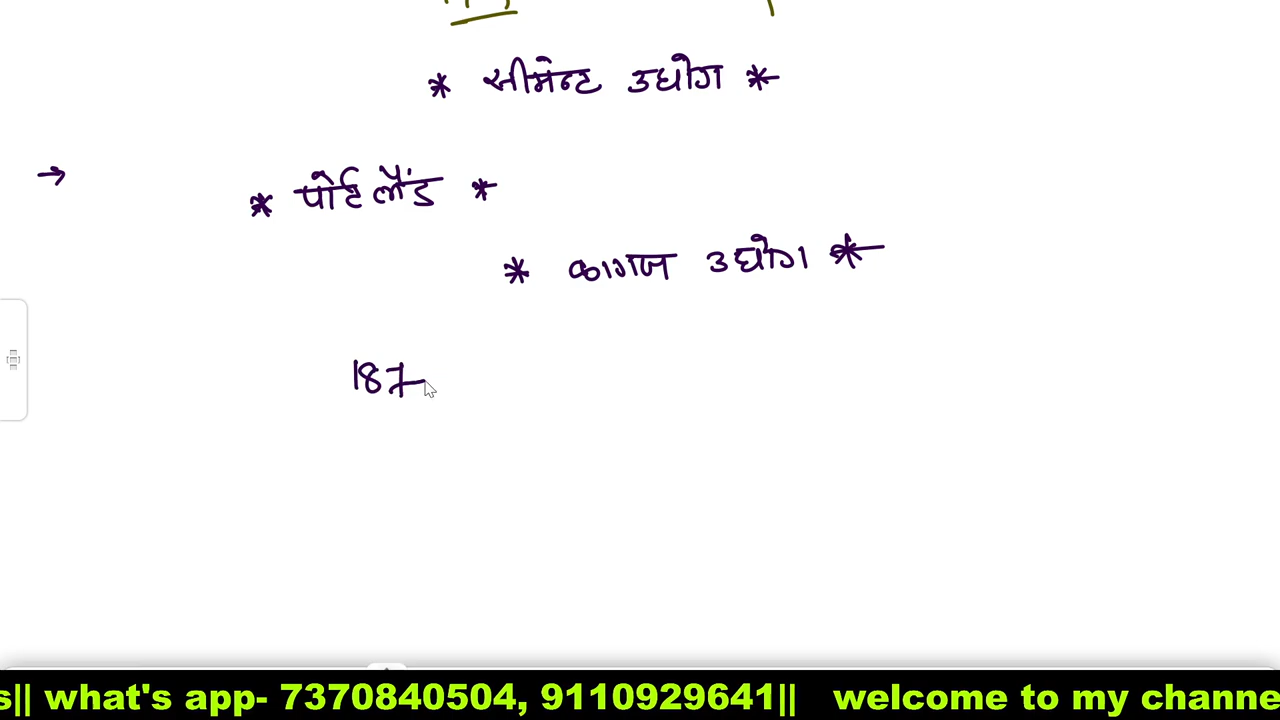 * सीमेन्ट उद्योग *
→ * पोर्टलैंड *
* कागज उद्योग *
187
s|| what's app- 7370840504, 9110929641|| welcome to my channe